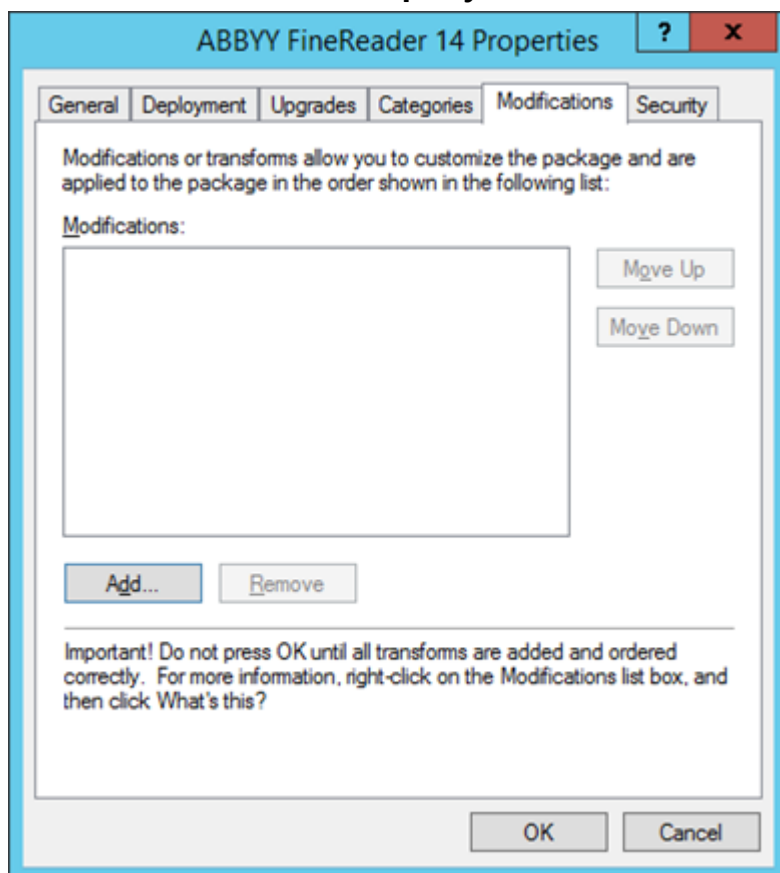 ABBYY FineReader 14 Properties ? x
General Deployment Upgrades Categories Modifications Security
Modifications or transforms allow you to customize the package and are
applied to the package in the order shown in the following list:
Modifications:
Move Up
Move Down
Add... Remove
Important! Do not press OK until all transforms are added and ordered
correctly. For more information, right-click on the Modifications list box, and
then click What's this?
OK Cancel